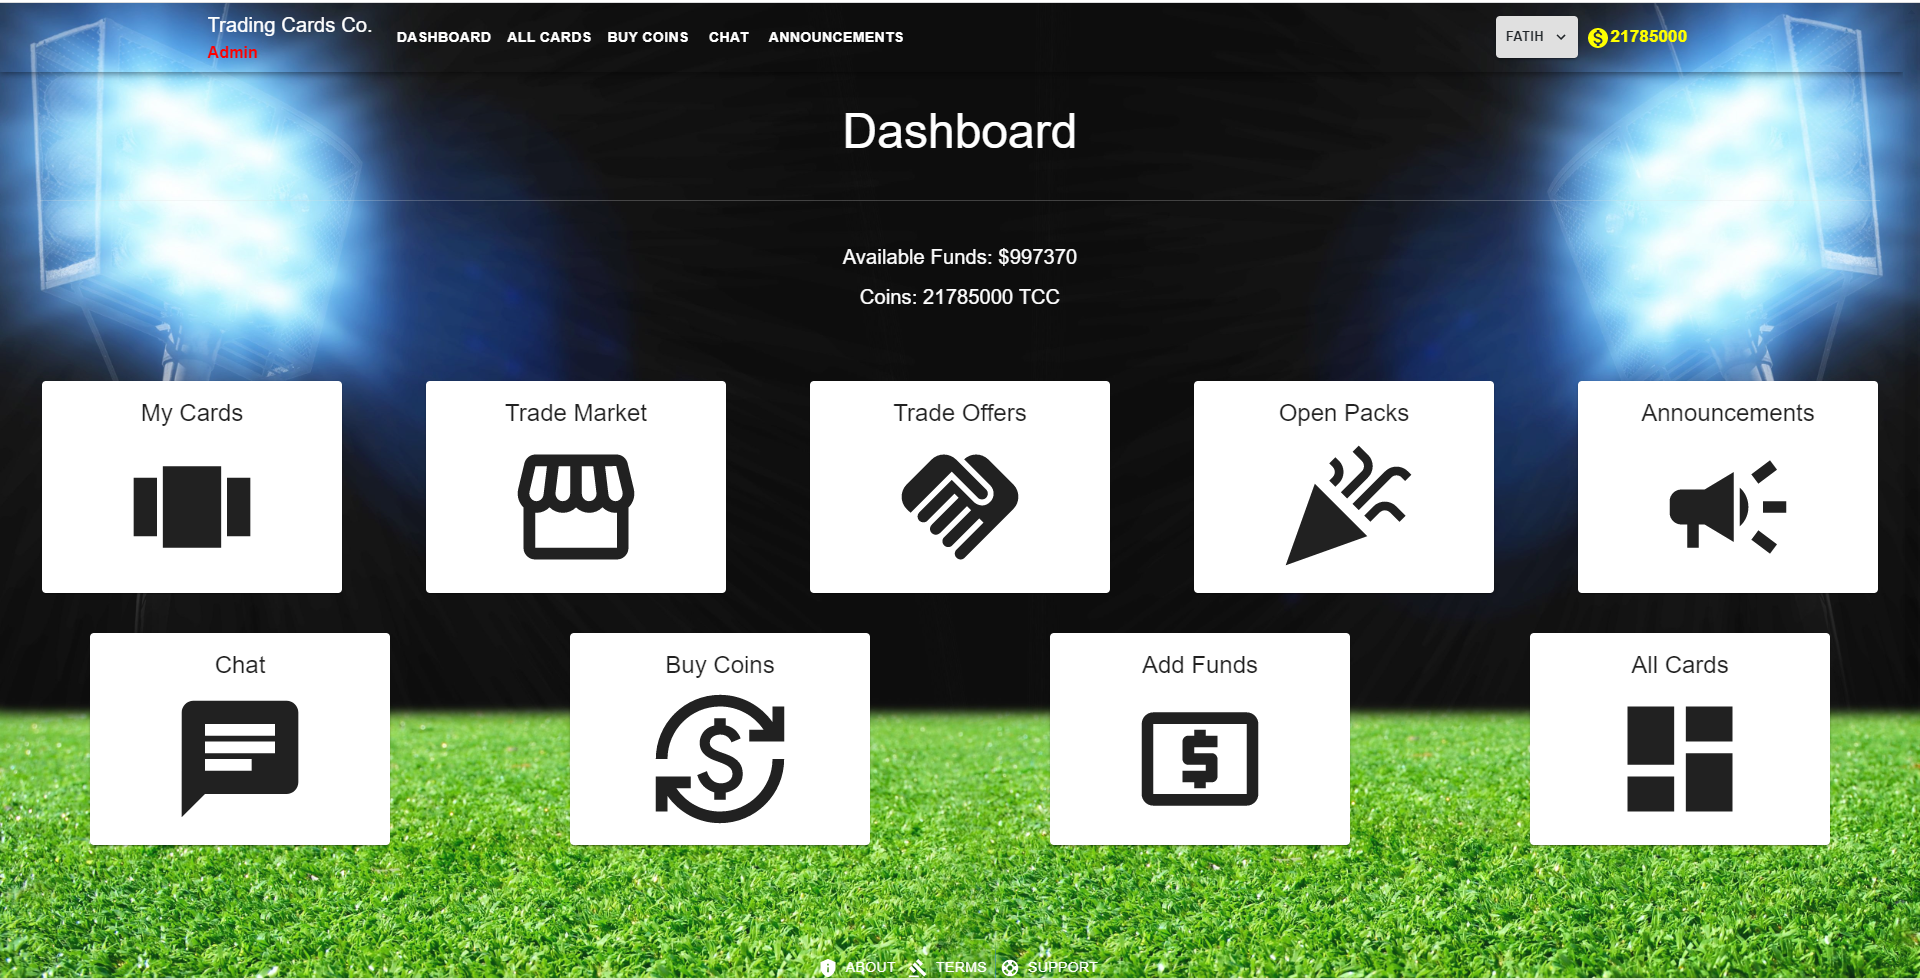 Trading Cards Co.
Admin
DASHBOARD ALL CARDS BUY COINS CHAT ANNOUNCEMENTS
FATIH
$ 21785000
Dashboard
Available Funds: $997370
Coins: 21785000 TCC
My Cards
Trade Market
Trade Offers
Open Packs
Announcements
Chat
Buy Coins
$
Add Funds
$
All Cards
ABOUT TERMS SUPPORT